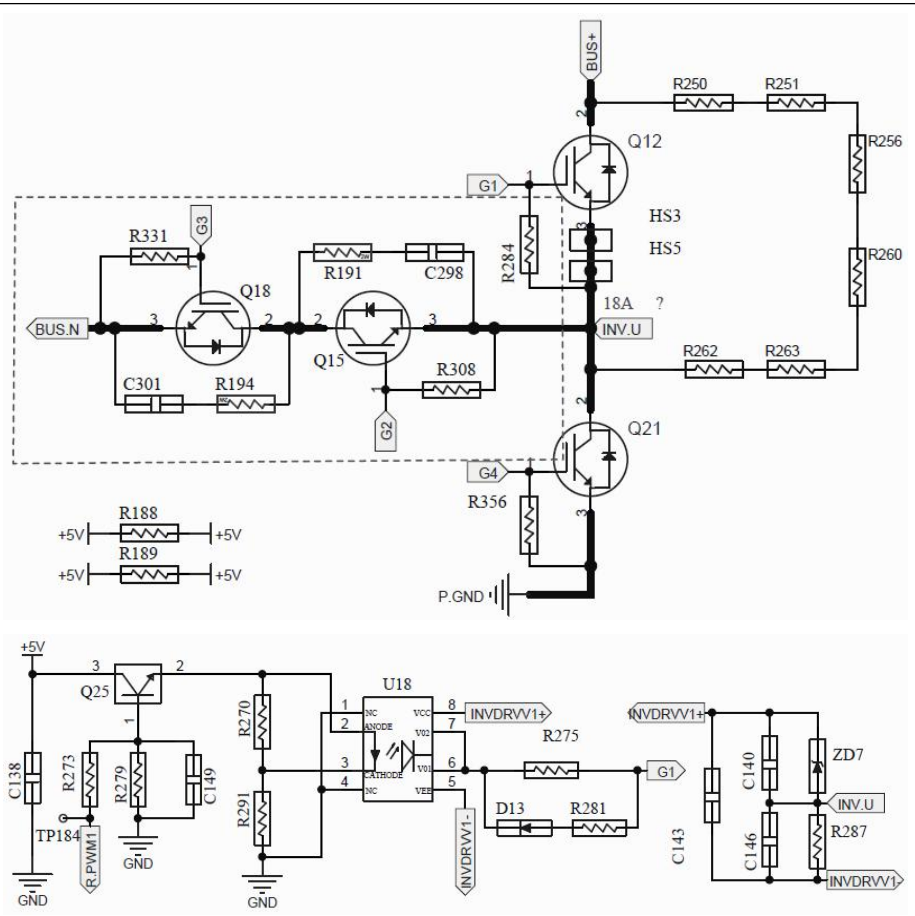 BUS+
R250
R251
2
Q12
R256
1
G1
HS3
G3
R331
R284
3
HS5
R260
1
R191
C298
Q18
18A ?
BUS.N
3
2
2
3
INV.U
Q15
R262
R263
C301
R194
1
R308
2
G2
Q21
1
G4
R356
R188
+5V
+5V
3
R189
+5V
+5V
P.GND
+5V
3
2
U18
Q25
1
R270
1
NC
VCC
8
INVDRVV1+
INVDRVV1+
2
ANODE
V02
7
R275
C138
R273
R279
C149
C140
ZD7
3
CATHODE
V01
6
G1
4
NC
VEE
5
D13
R281
INV.U
R291
C143
C146
R287
TP184
R.PWM1
GND
INVDRVV1-
INVDRVV1-
GND
GND